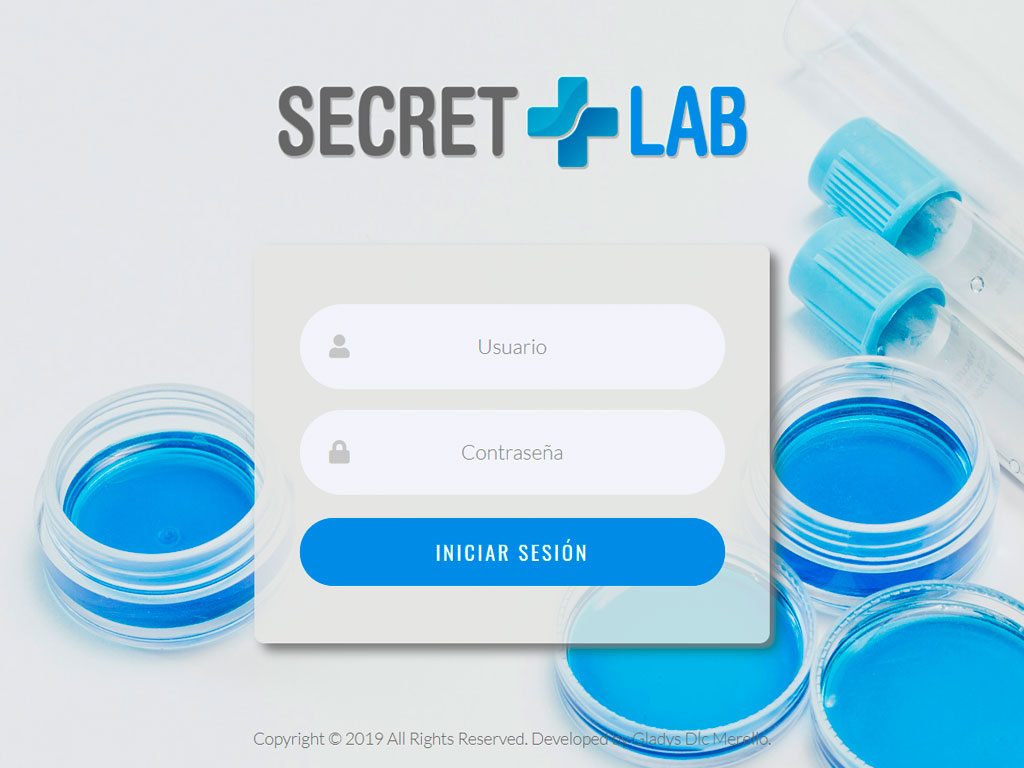 SECRET LAB
Usuario
Contraseña
INICIAR SESIÓN
Copyright © 2019 All Rights Reserved. Developed by Gladys Dlc Merello.